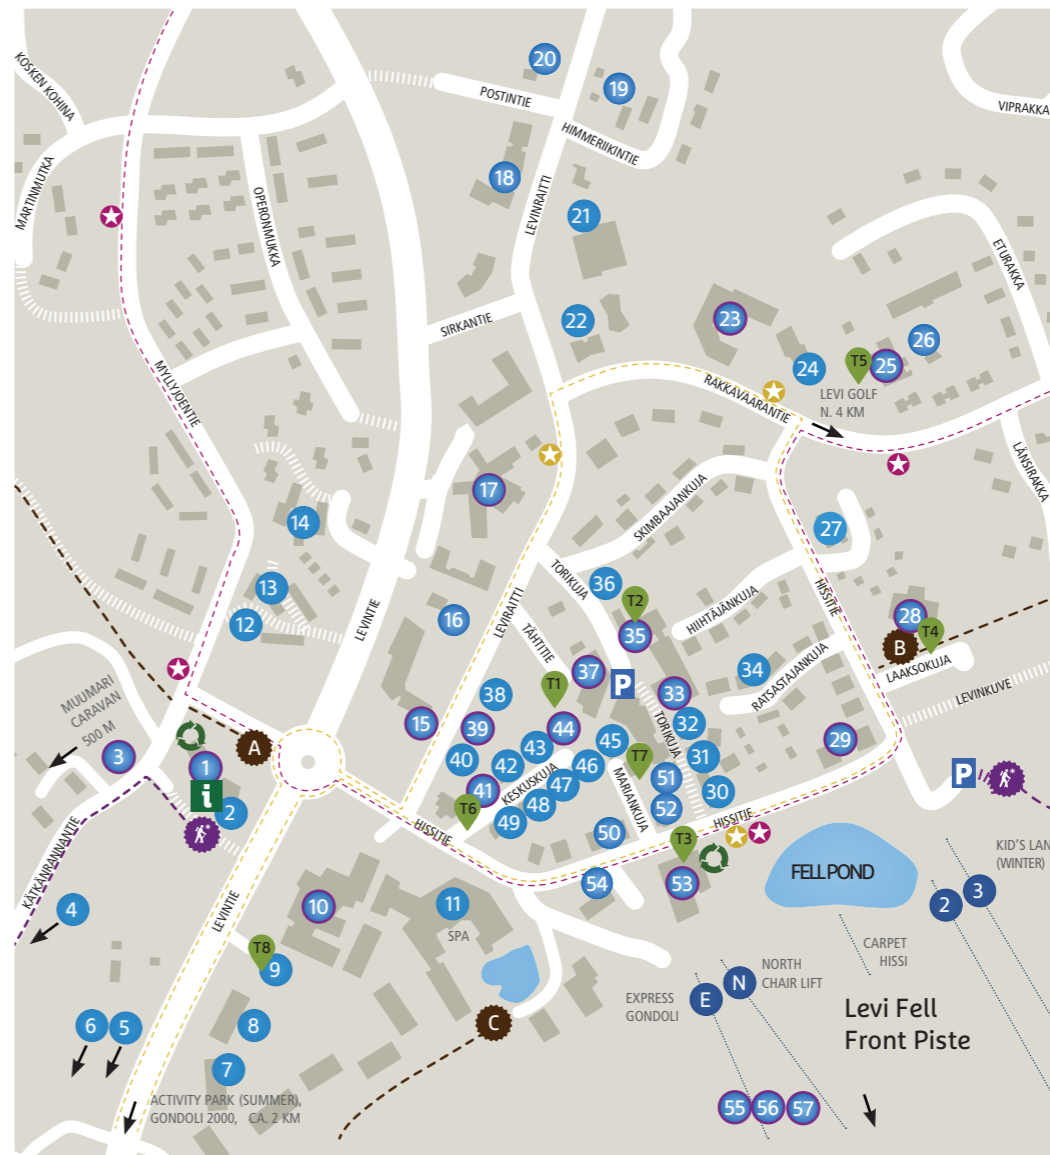 KOSKEN KOHINA
20
19
POSTINTIE
VIPRAKKA
HIMMERIIKINTIE
MARTINMUTKA
18
OPERONMUKKA
LEVINRAITTI
21
ETURAKKA
SIRKANTIE
22
23
26
24
T5
25
MYLLYJOENTIE
RAKKAVAARANTIE
LEVI GOLF
N. 4 KM
LÄNSIRAKKA
17
SKIMBAAJANKUJA
14
27
TORIKUJA
36
HISSITIE
13
T2
HIIHTÄJÄNKUJA
12
16
LEVINTIE
LEVIRAITTI
TÄHTITIE
35
28
T4
B
LAAKSOKUJA
34
RATSASTAJANKUJA
37
P
T1
38
33
LEVINKUVE
MUUMARI
CARAVAN
500 M
15
39
44
TORIKUJA
32
29
3
A
1
i
2
40
43
45
42
46
T7
31
41
KESKUSKUJA
47
51
30
P
T6
48
MARIANKUJA
52
49
HISSITIE
50
HISSITIE
T3
KID'S LAN
(WINTER)
KÄTKÄNRANNANTIE
54
53
FELLPOND
2
3
4
LEVINTIE
10
11
SPA
T8
9
CARPET
HISSI
NORTH
CHAIR LIFT
N
EXPRESS
GONDOLI
E
Levi Fell
Front Piste
6
5
8
C
7
ACTIVITY PARK (SUMMER),
GONDOLI 2000, CA. 2 KM
55
56
57